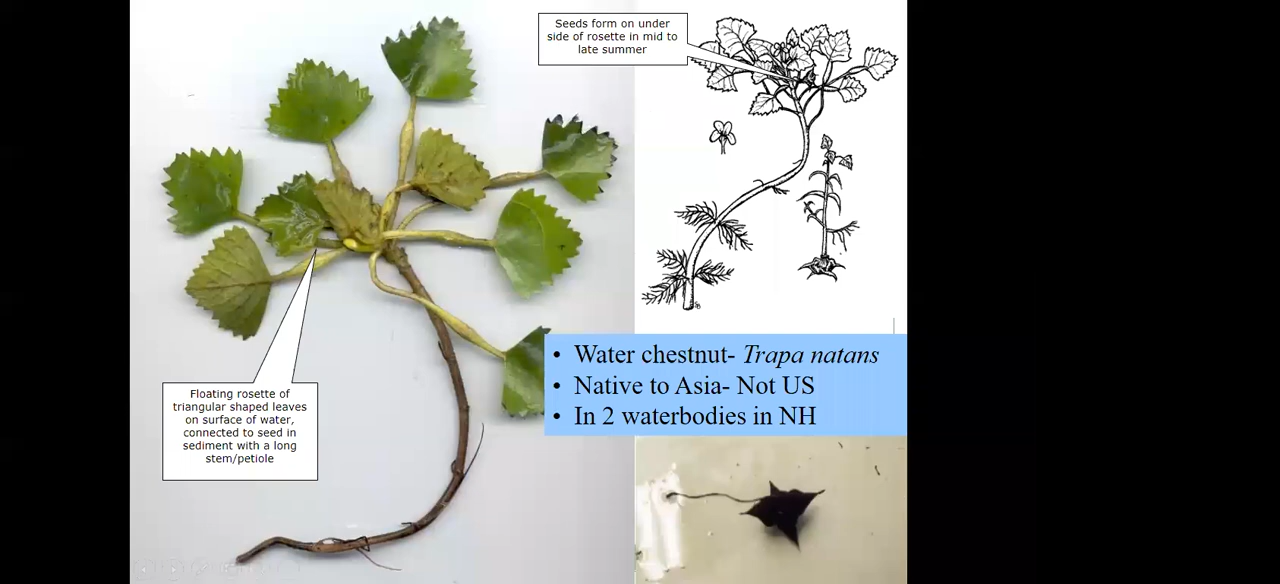 Seeds form on under
side of rosette in mid to
late summer
Floating rosette of
triangular shaped leaves
on surface of water,
connected to seed in
sediment with a long
stem/petiole
• Water chestnut- Trapa natans
• Native to Asia- Not US
• In 2 waterbodies in NH